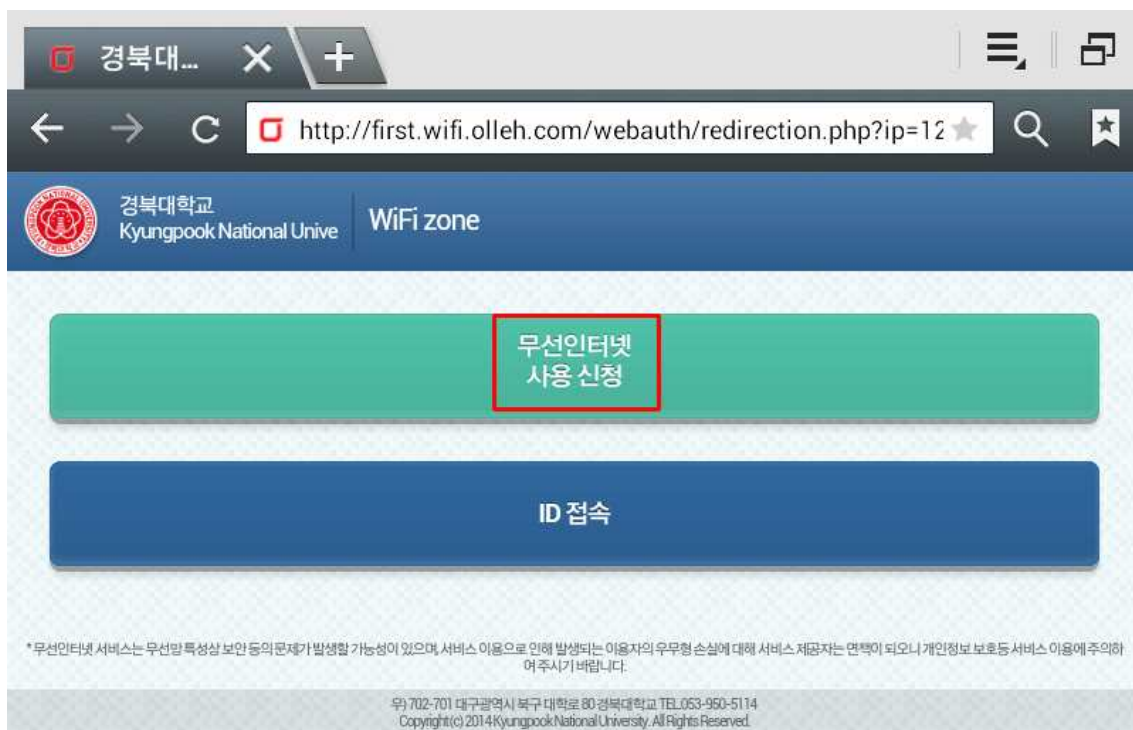 경북대...
http://first.wifi.olleh.com/webauth/redirection.php?ip=12
경북대학교
Kyungpook National Unive
WiFi zone
무선인터넷
사용 신청
ID 접속
* 무선인터넷 서비스는 무선망 특성상 보안 등의 문제가 발생할 가능성이 있으며, 서비스 이용으로 인해 발생되는 이용자의 우무형 손실에 대해 서비스 제공자는 면책이 되오니 개인정보 보호등 서비스 이용에 주의하
여 주시기 바랍니다.
우) 702-701 대구광역시 북구 대학로 80 경북대학교 TEL.053-950-5114
Copyright(c) 2014 Kyungpook National University. All Rights Reserved.